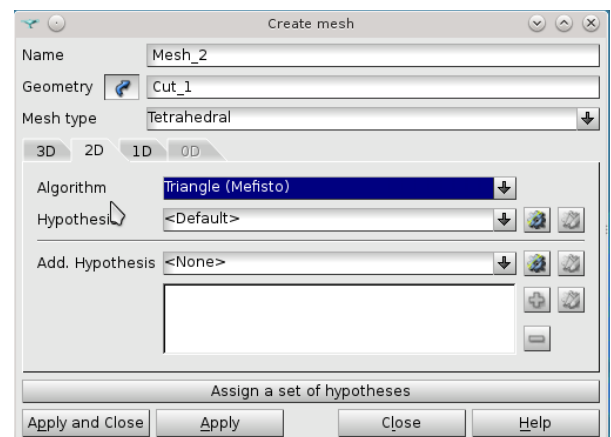 Create mesh
Name Mesh_2
Geometry Cut_1
Mesh type Tetrahedral
3D 2D 1D 0D
Algorithm Triangle (Mefisto)
Hypothesis <Default>
Add. Hypothesis <None>
Assign a set of hypotheses
Apply and Close Apply Close Help